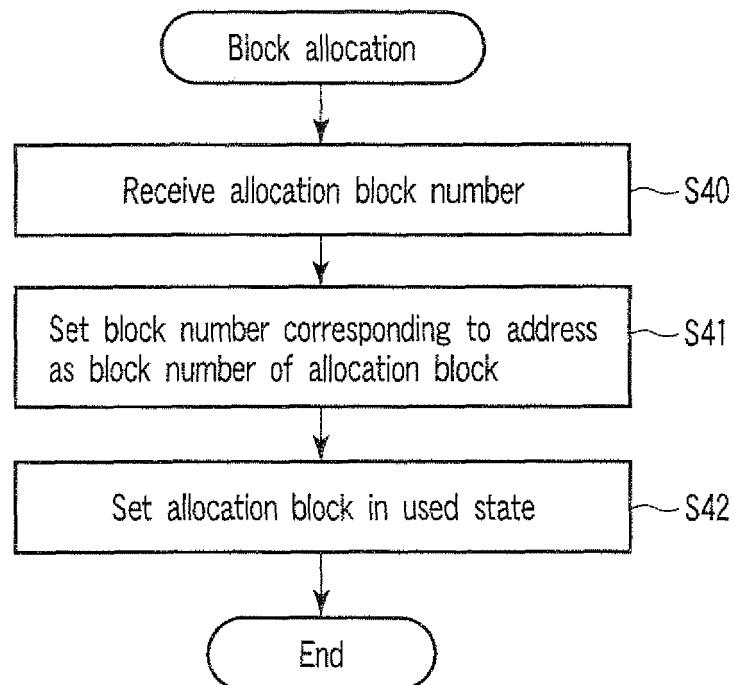 Block allocation
Receive allocation block number
S40
Set block number corresponding to address
as block number of allocation block
S41
Set allocation block in used state
S42
End